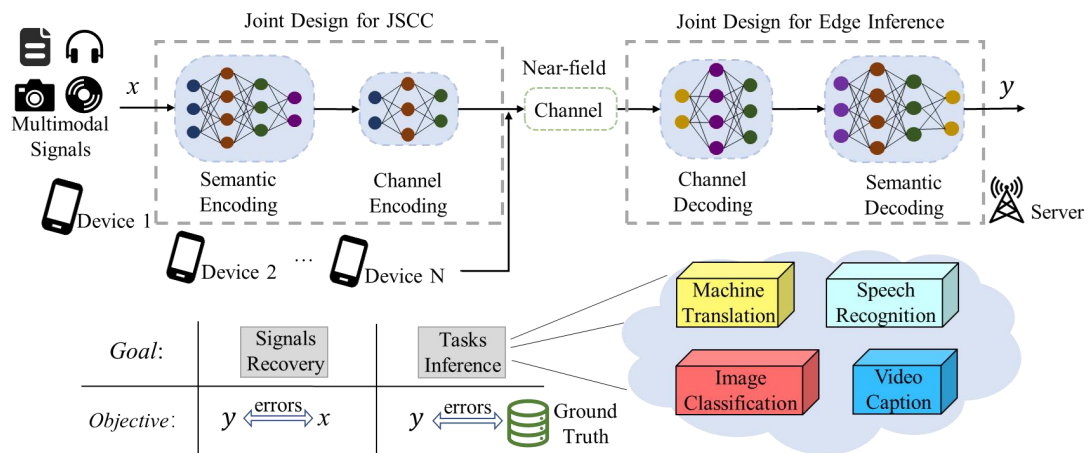 Joint Design for JSCC
Joint Design for Edge Inference
Multimodal
Signals
x
Semantic
Encoding
Channel
Encoding
Near-field
Channel
Channel
Decoding
Semantic
Decoding
y
Server
Device 1
Device 2
...
Device N
Machine
Translation
Speech
Recognition
Image
Classification
Video
Caption
Goal:
Signals
Recovery
Tasks
Inference
Objective:
y errors x
y errors Ground
Truth